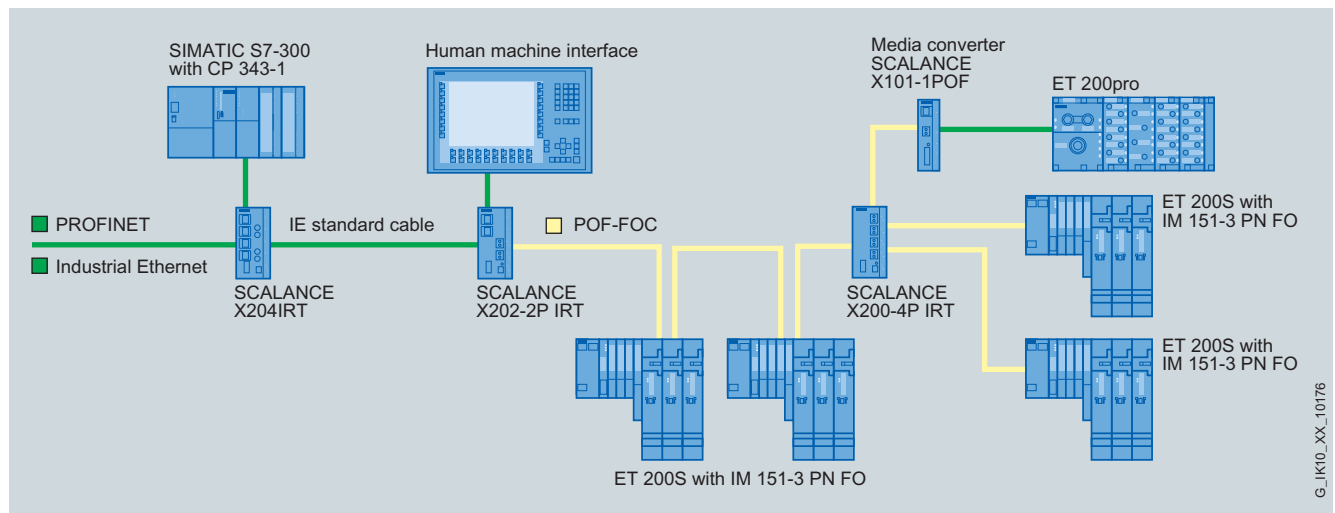 SIMATIC S7-300
with CP 343-1
Human machine interface
Media converter
SCALANCE
X101-1POF
ET 200pro
PROFINET
IE standard cable
POF-FOC
ET 200S with
IM 151-3 PN FO
Industrial Ethernet
SCALANCE
X204IRT
SCALANCE
X202-2P IRT
SCALANCE
X200-4P IRT
ET 200S with
IM 151-3 PN FO
ET 200S with IM 151-3 PN FO
G_IK10_XX_10176